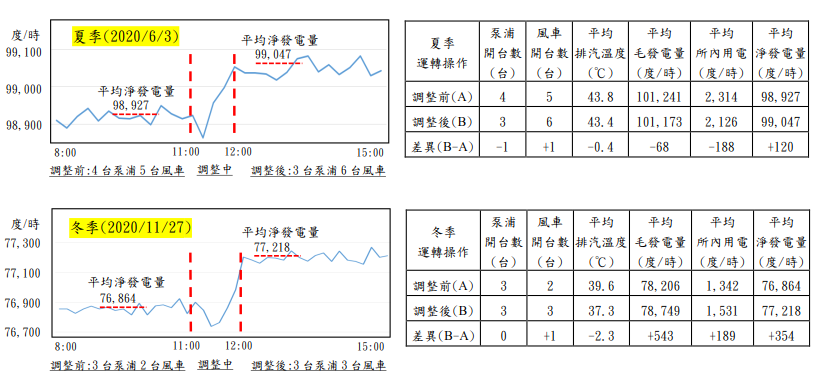 夏季(2020/6/3)
度/時
99,100
99,000
98,900
平均淨發電量
98,927
平均淨發電量
99,047
8:00
11:00
12:00
15:00
調整前:4台泵浦5台風車
調整中
調整後:3台泵浦6台風車
夏季
運轉操作
泵浦
開台數
(台)
風車
開台數
(台)
平均
排汽溫度
(℃)
平均
毛發電量
(度/時)
平均
所內用電
(度/時)
平均
淨發電量
(度/時)
調整前(A) 4 5 43.8 101,241 2,314 98,927
調整後(B) 3 6 43.4 101,173 2,126 99,047
差異(B-A) -1 +1 -0.4 -68 -188 +120
冬季(2020/11/27)
度/時
77,300
77,100
76,900
76,700
平均淨發電量
76,864
平均淨發電量
77,218
8:00
11:00
12:00
15:00
調整前:3台泵浦2台風車
調整中
調整後:3台泵浦3台風車
冬季
運轉操作
泵浦
開台數
(台)
風車
開台數
(台)
平均
排汽溫度
(℃)
平均
毛發電量
(度/時)
平均
所內用電
(度/時)
平均
淨發電量
(度/時)
調整前(A) 3 2 39.6 78,206 1,342 76,864
調整後(B) 3 3 37.3 78,749 1,531 77,218
差異(B-A) 0 +1 -2.3 +543 +189 +354